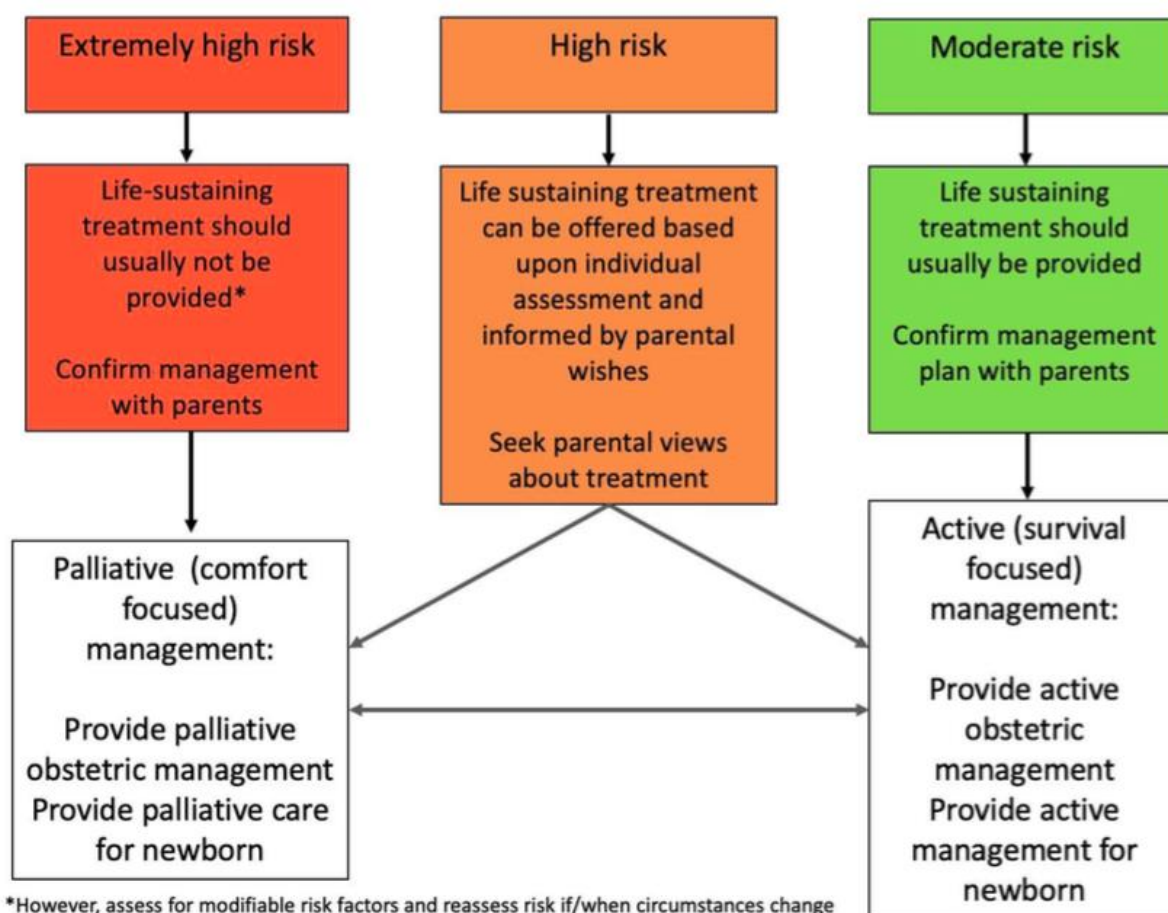 Extremely high risk
High risk
Moderate risk
Life-sustaining
treatment should
usually not be
provided*
Confirm management
with parents
Life sustaining treatment
can be offered based
upon individual
assessment and
informed by parental
wishes
Seek parental views
about treatment
Life sustaining
treatment should
usually be provided
Confirm management
plan with parents
Palliative (comfort
focused)
management:
Provide palliative
obstetric management
Provide palliative care
for newborn
Active (survival
focused)
management:
Provide active
obstetric
management
Provide active
management for
newborn
*However, assess for modifiable risk factors and reassess risk if/when circumstances change